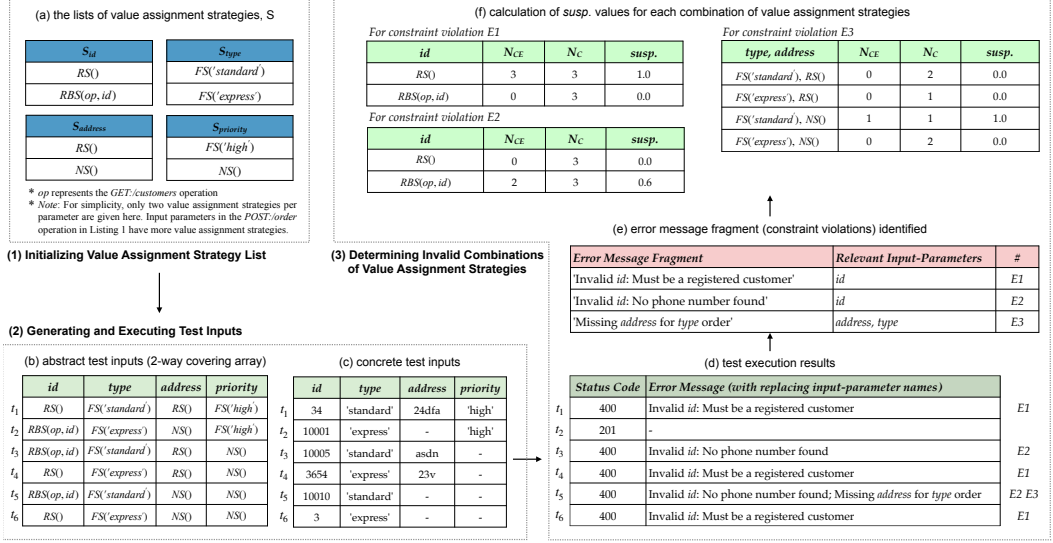 (a) the lists of value assignment strategies, S
S_id
RS()
RBS(op, id)
S_type
FS('standard')
FS('express')
S_address
RS()
NS()
S_priority
FS('high')
NS()
* op represents the GET:/customers operation
* Note: For simplicity, only two value assignment strategies per
parameter are given here. Input parameters in the POST:/order
operation in Listing 1 have more value assignment strategies.
(1) Initializing Value Assignment Strategy List
(2) Generating and Executing Test Inputs
(b) abstract test inputs (2-way covering array)
id type address priority
t1 RS() FS('standard') RS() FS('high')
t2 RBS(op, id) FS('express') NS() FS('high')
t3 RBS(op, id) FS('standard') RS() NS()
t4 RS() FS('express') RS() NS()
t5 RBS(op, id) FS('standard') NS() NS()
t6 RS() FS('express') NS() NS()
(c) concrete test inputs
id type address priority
t1 34 'standard' 24dfa 'high'
t2 10001 'express' - 'high'
t3 10005 'standard' asdn -
t4 3654 'express' 23v -
t5 10010 'standard' - -
t6 3 'express' - -
(f) calculation of susp. values for each combination of value assignment strategies
For constraint violation E1
id N_CE N_C susp.
RS() 3 3 1.0
RBS(op, id) 0 3 0.0
For constraint violation E2
id N_CE N_C susp.
RS() 0 3 0.0
RBS(op, id) 2 3 0.6
For constraint violation E3
type, address N_CE N_C susp.
FS('standard'), RS() 0 2 0.0
FS('express'), RS() 0 1 0.0
FS('standard'), NS() 1 1 1.0
FS('express'), NS() 0 2 0.0
(3) Determining Invalid Combinations
of Value Assignment Strategies
(e) error message fragment (constraint violations) identified
Error Message Fragment Relevant Input-Parameters #
'Invalid id: Must be a registered customer' id E1
'Invalid id: No phone number found' id E2
'Missing address for type order' address, type E3
(d) test execution results
Status Code Error Message (with replacing input-parameter names)
t1 400 Invalid id: Must be a registered customer E1
t2 201 -
t3 400 Invalid id: No phone number found E2
t4 400 Invalid id: Must be a registered customer E1
t5 400 Invalid id: No phone number found; Missing address for type order E2 E3
t6 400 Invalid id: Must be a registered customer E1